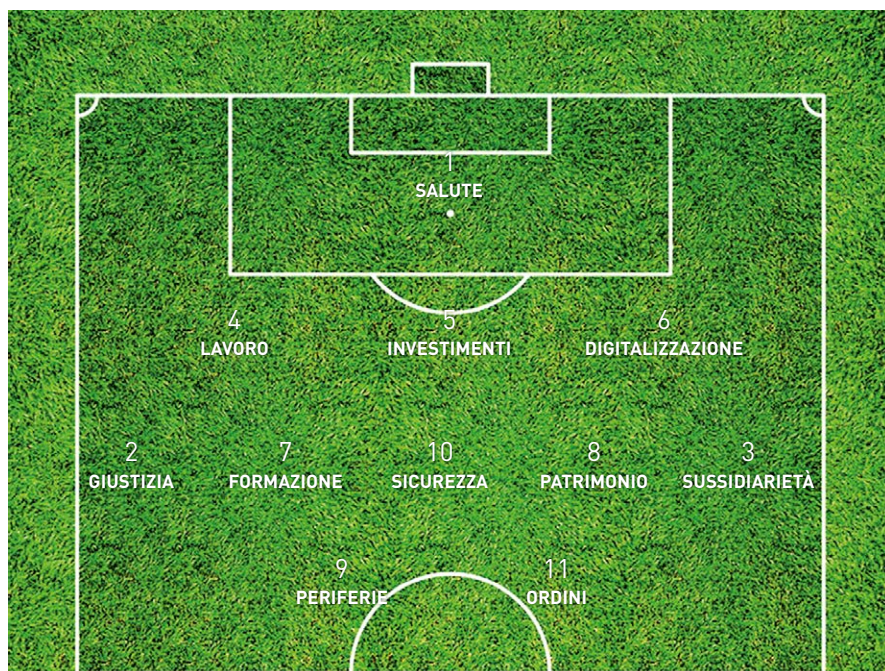 1
SALUTE
4
LAVORO
5
INVESTIMENTI
6
DIGITALIZZAZIONE
2
GIUSTIZIA
7
FORMAZIONE
10
SICUREZZA
8
PATRIMONIO
3
SUSSIDIARIETÀ
9
PERIFERIE
11
ORDINI